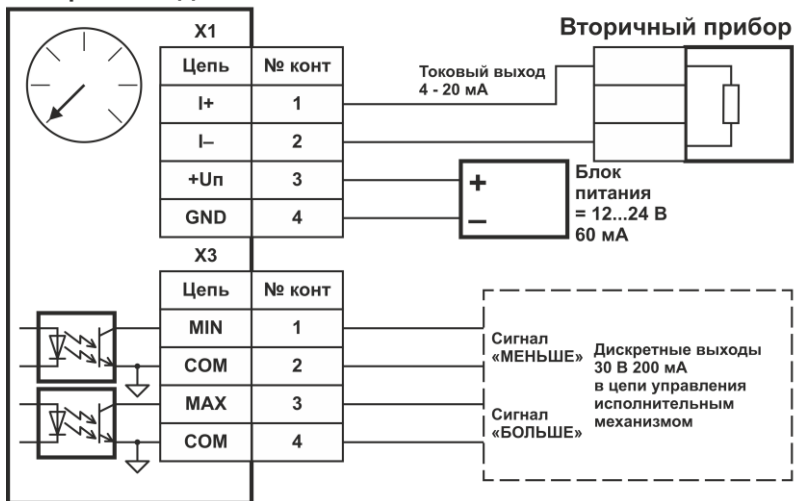 Вторичный прибор
X1
Цепь № конт
I+ 1
I– 2
+Uп 3
GND 4
Токовый выход
4 - 20 мА
+
–
Блок
питания
= 12...24 В
60 мА
X3
Цепь № конт
MIN 1
COM 2
MAX 3
COM 4
Сигнал
«МЕНЬШЕ»
Сигнал
«БОЛЬШЕ»
Дискретные выходы
30 В 200 мА
в цепи управления
исполнительным
механизмом